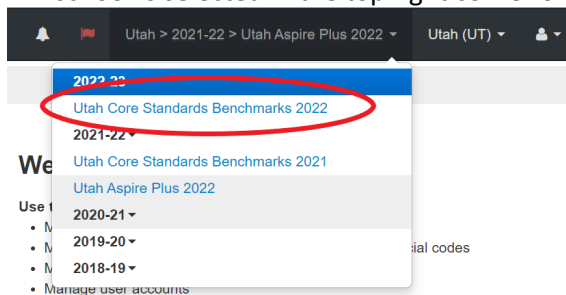 Utah > 2021-22 > Utah Aspire Plus 2022 Utah (UT)
2022-23
Utah Core Standards Benchmarks 2022
2021-22
We
Utah Core Standards Benchmarks 2021
Utah Aspire Plus 2022
Use
2020-21
2019-20
cial codes
2018-19
Manage user accounts